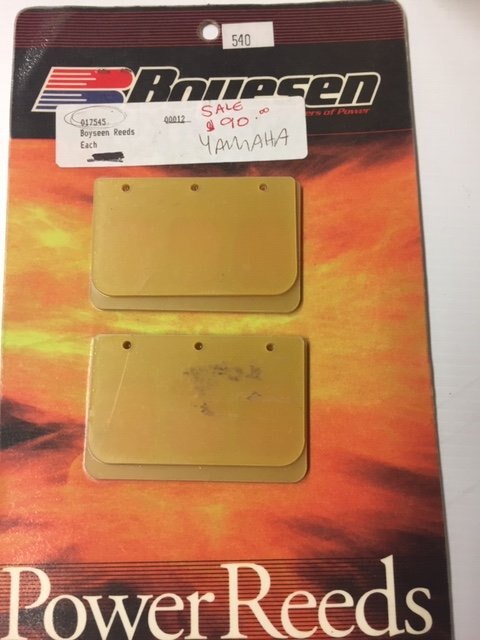 540
Boyesen
ers of Power
017545 00012 SALE
Boyseen Reeds $90.00
Each YAMAHA
Power Reeds